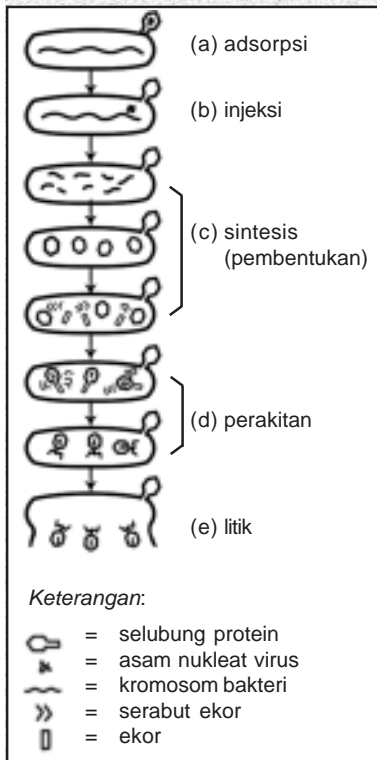 (a) adsorpsi
(b) injeksi
(c) sintesis
(pembentukan)
(d) perakitan
(e) litik
Keterangan:
= selubung protein
= asam nukleat virus
= kromosom bakteri
= serabut ekor
= ekor